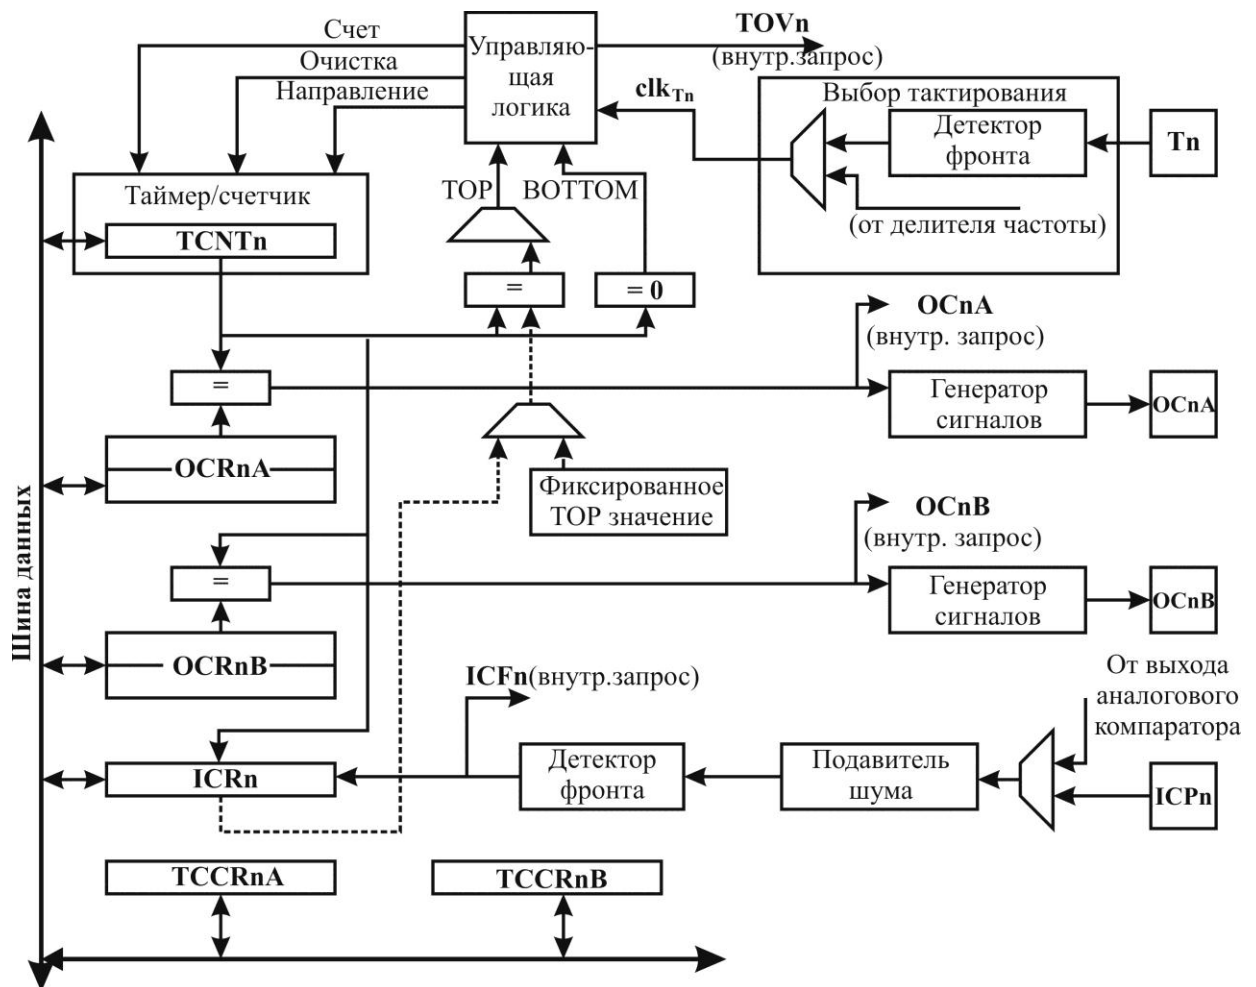 Счет
Очистка
Направление
Управляю-
щая
логика
TOVn
(внутр.запрос)
clkTn
Выбор тактирования
Детектор
фронта
Tn
(от делителя частоты)
Таймер/счетчик
TCNTn
TOP
BOTTOM
=
= 0
OCnA
(внутр. запрос)
=
Генератор
сигналов
OCnA
OCRnA
Фиксированное
TOP значение
OCnB
(внутр. запрос)
=
Генератор
сигналов
OCnB
OCRnB
Шина данных
ICFn(внутр.запрос)
От выхода
аналогового
компаратора
ICRn
Детектор
фронта
Подавитель
шума
ICPn
TCCRnA
TCCRnB